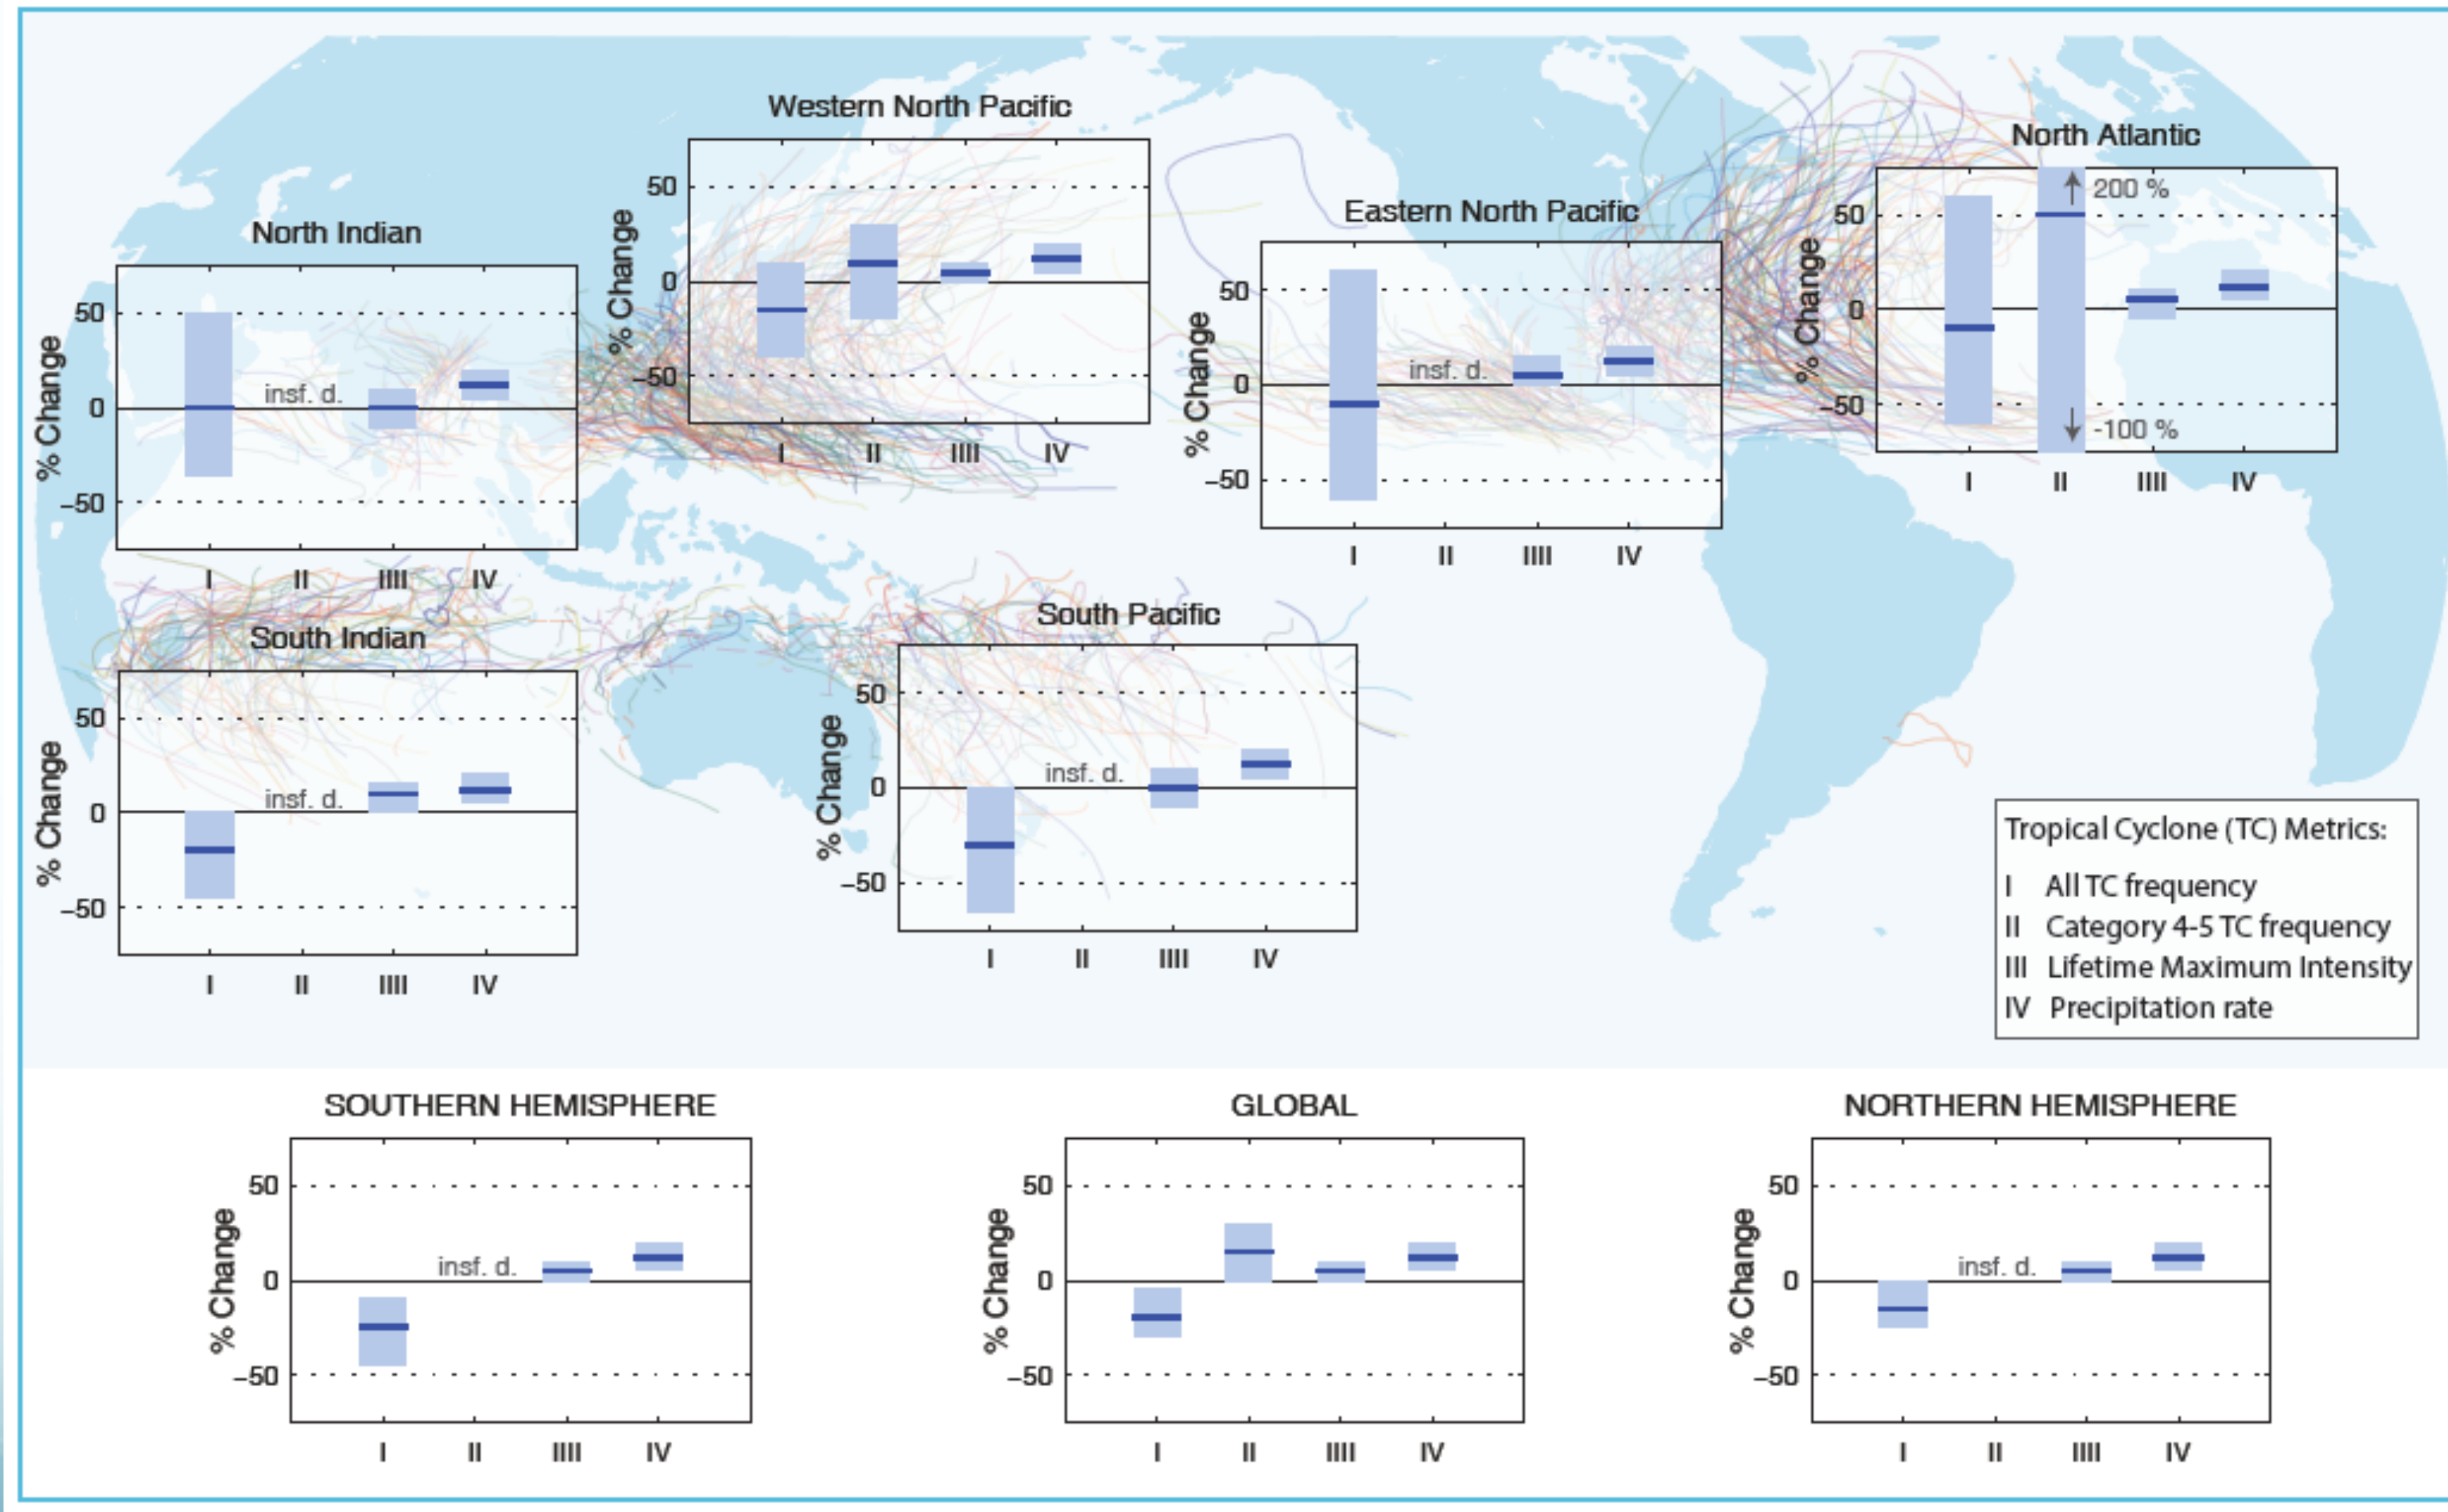 Western North Pacific
% Change
50
0
−50
I II IIII IV
North Atlantic
% Change
50
0
−50
200 %
-100 %
I II IIII IV
Eastern North Pacific
% Change
50
0
−50
insf. d.
I II IIII IV
North Indian
% Change
50
0
−50
insf. d.
I II IIII IV
South Indian
% Change
50
0
−50
insf. d.
I II IIII IV
South Pacific
% Change
50
0
−50
insf. d.
I II IIII IV
Tropical Cyclone (TC) Metrics:
I All TC frequency
II Category 4-5 TC frequency
III Lifetime Maximum Intensity
IV Precipitation rate
SOUTHERN HEMISPHERE
% Change
50
0
−50
insf. d.
I II IIII IV
GLOBAL
% Change
50
0
−50
I II IIII IV
NORTHERN HEMISPHERE
% Change
50
0
−50
insf. d.
I II IIII IV